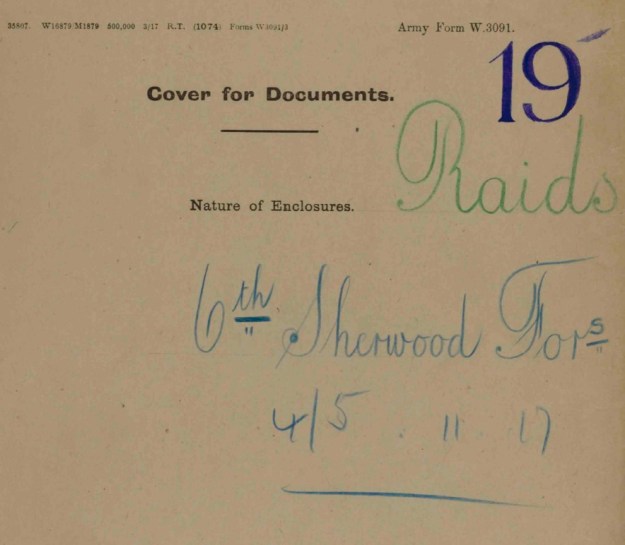 35807. W16879/M1879 500,000 3/17 R.T. (1074) Forms W3091/3 Army Form W.3091.
19
Cover for Documents.
Raids
Nature of Enclosures.
6th Sherwood Fors
4/5 . 11 . 17